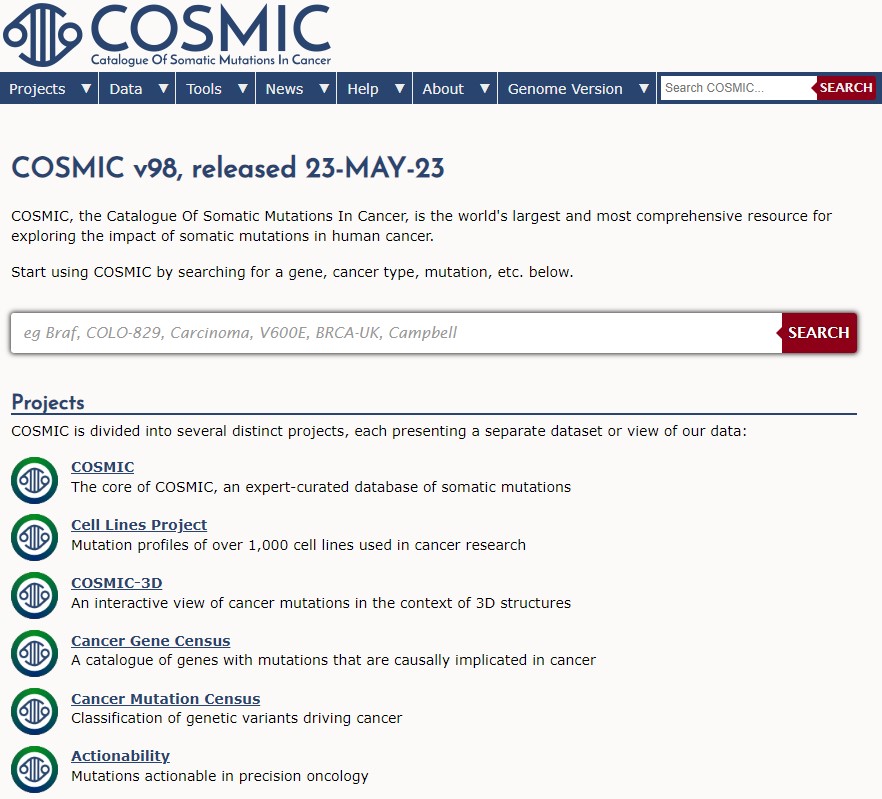 COSMIC
Catalogue Of Somatic Mutations In Cancer
Projects ▼ Data ▼ Tools ▼ News ▼ Help ▼ About ▼ Genome Version ▼ Search COSMIC... SEARCH
COSMIC v98, released 23-MAY-23
COSMIC, the Catalogue Of Somatic Mutations In Cancer, is the world's largest and most comprehensive resource for
exploring the impact of somatic mutations in human cancer.
Start using COSMIC by searching for a gene, cancer type, mutation, etc. below.
eg Braf, COLO-829, Carcinoma, V600E, BRCA-UK, Campbell SEARCH
Projects
COSMIC is divided into several distinct projects, each presenting a separate dataset or view of our data:
COSMIC
The core of COSMIC, an expert-curated database of somatic mutations
Cell Lines Project
Mutation profiles of over 1,000 cell lines used in cancer research
COSMIC-3D
An interactive view of cancer mutations in the context of 3D structures
Cancer Gene Census
A catalogue of genes with mutations that are causally implicated in cancer
Cancer Mutation Census
Classification of genetic variants driving cancer
Actionability
Mutations actionable in precision oncology